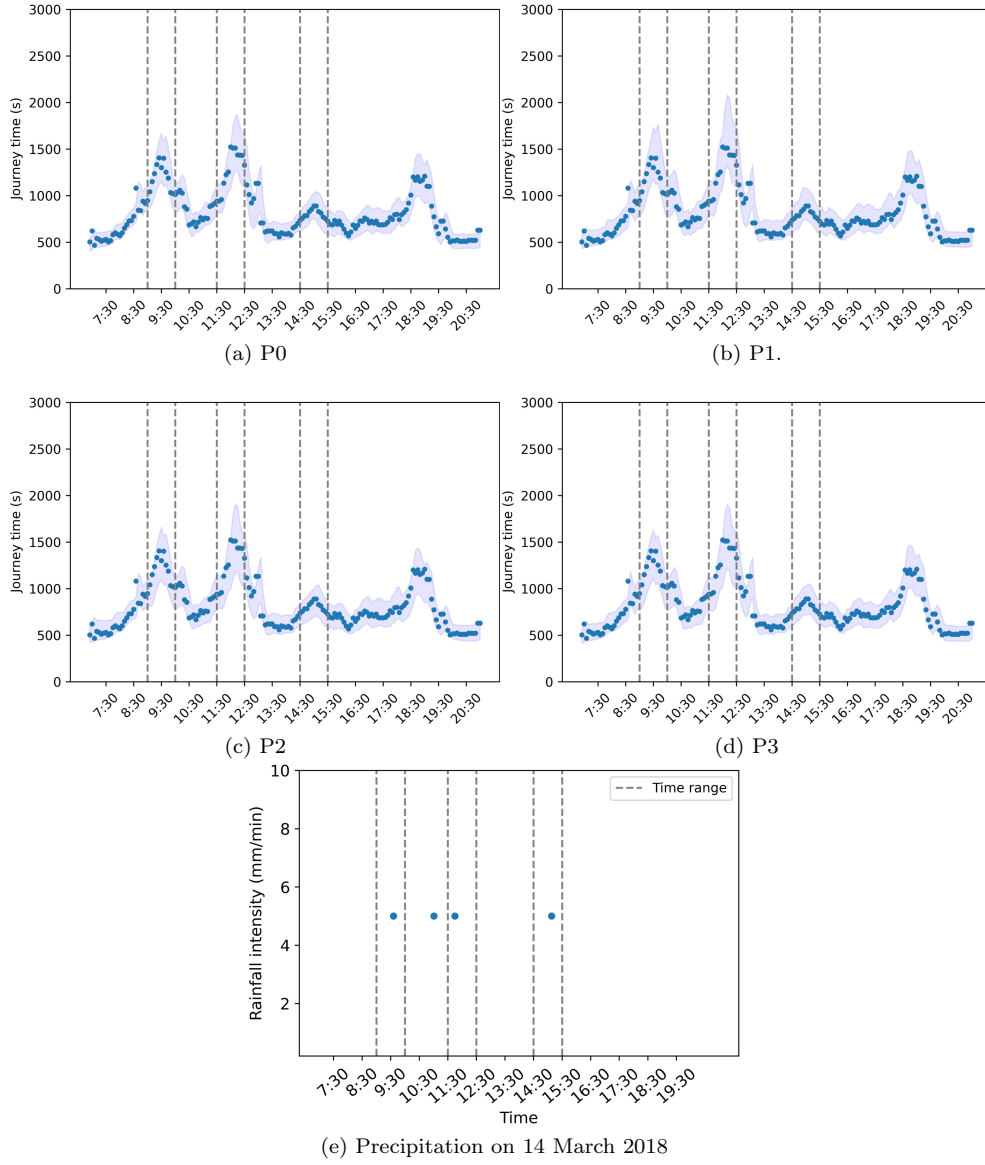 3000
2500
2000
1500
1000
500
0
Journey time (s)
7:30 8:30 9:30 10:30 11:30 12:30 13:30 14:30 15:30 16:30 17:30 18:30 19:30 20:30
(a) P0
3000
2500
2000
1500
1000
500
0
Journey time (s)
7:30 8:30 9:30 10:30 11:30 12:30 13:30 14:30 15:30 16:30 17:30 18:30 19:30 20:30
(b) P1.
3000
2500
2000
1500
1000
500
0
Journey time (s)
7:30 8:30 9:30 10:30 11:30 12:30 13:30 14:30 15:30 16:30 17:30 18:30 19:30 20:30
(c) P2
3000
2500
2000
1500
1000
500
0
Journey time (s)
7:30 8:30 9:30 10:30 11:30 12:30 13:30 14:30 15:30 16:30 17:30 18:30 19:30 20:30
(d) P3
10
8
6
4
2
Rainfall intensity (mm/min)
Time range
7:30 8:30 9:30 10:30 11:30 12:30 13:30 14:30 15:30 16:30 17:30 18:30 19:30
Time
(e) Precipitation on 14 March 2018